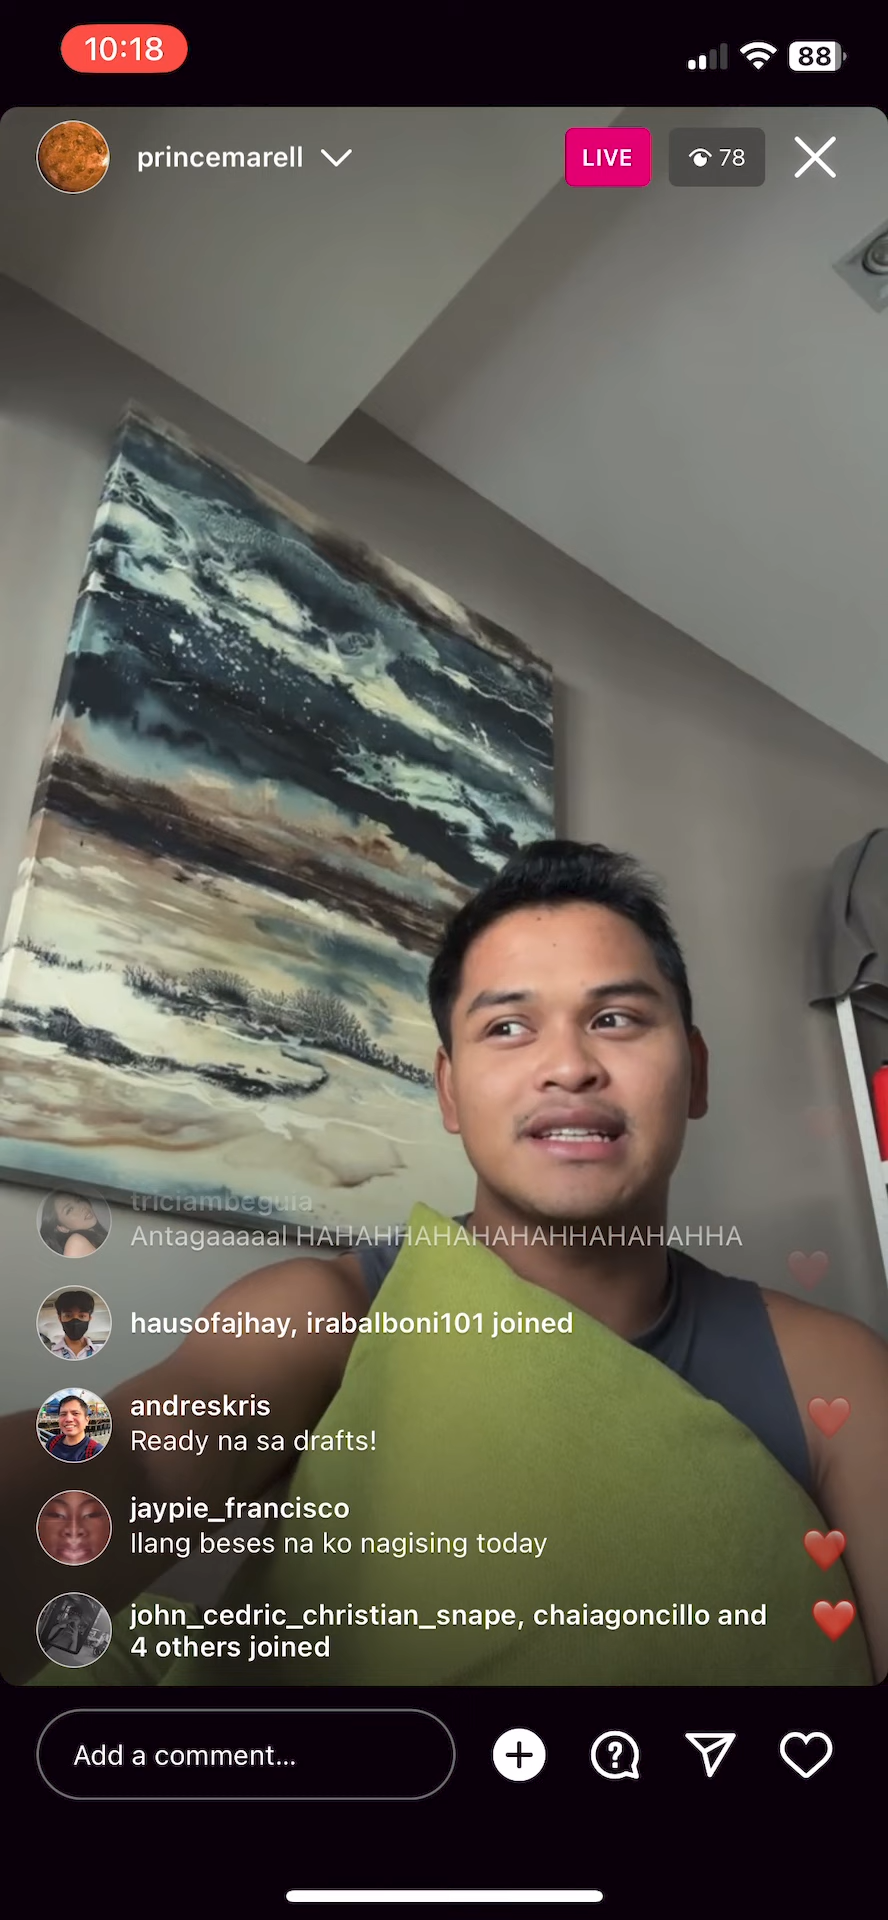 10:18
88
princemarell
LIVE
78
triciambeguia
Antagaaaaal HAHAHHAHAHAHAHHAHAHAHHA
hausofajhay, irabalboni101 joined
andreskris
Ready na sa drafts!
jaypie_francisco
Ilang beses na ko nagising today
john_cedric_christian_snape, chaiagoncillo and
4 others joined
Add a comment...